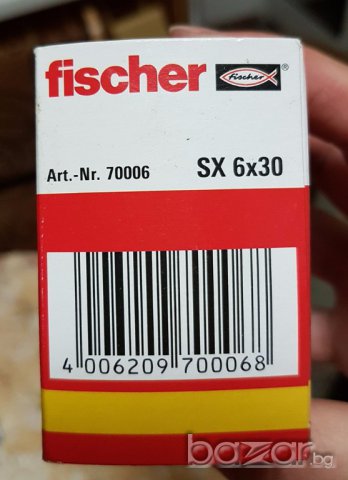 fischer fischer ®
Art.-Nr. 70006 SX 6x30
4 006209 700068
bazar.bg